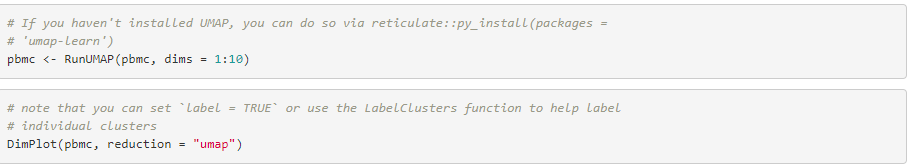 # If you haven't installed UMAP, you can do so via reticulate::py_install(packages =
# 'umap-learn')
pbmc <- RunUMAP(pbmc, dims = 1:10)
# note that you can set `label = TRUE` or use the LabelClusters function to help label
# individual clusters
DimPlot(pbmc, reduction = "umap")